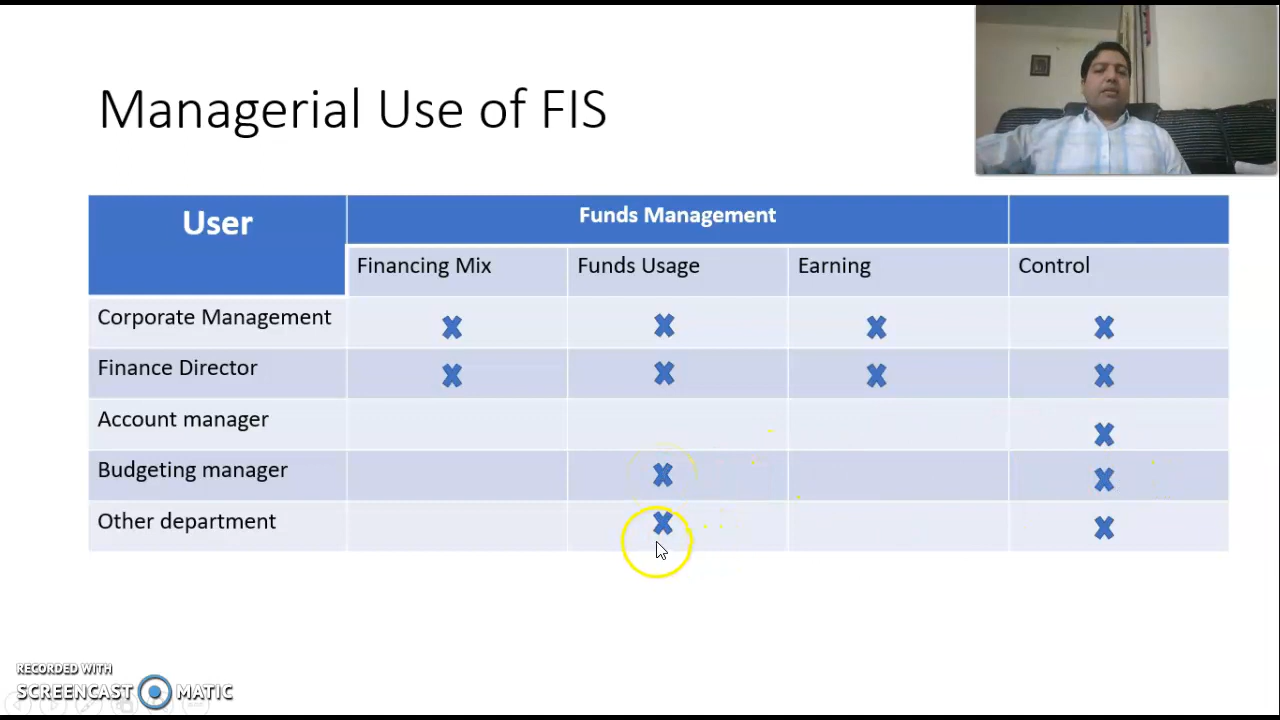 Managerial Use of FIS
User
Funds Management
Financing Mix
Funds Usage
Earning
Control
Corporate Management
X
X
X
X
Finance Director
X
X
X
X
Account manager
X
Budgeting manager
X
X
Other department
X
X
RECORDED WITH
SCREENCAST MATIC